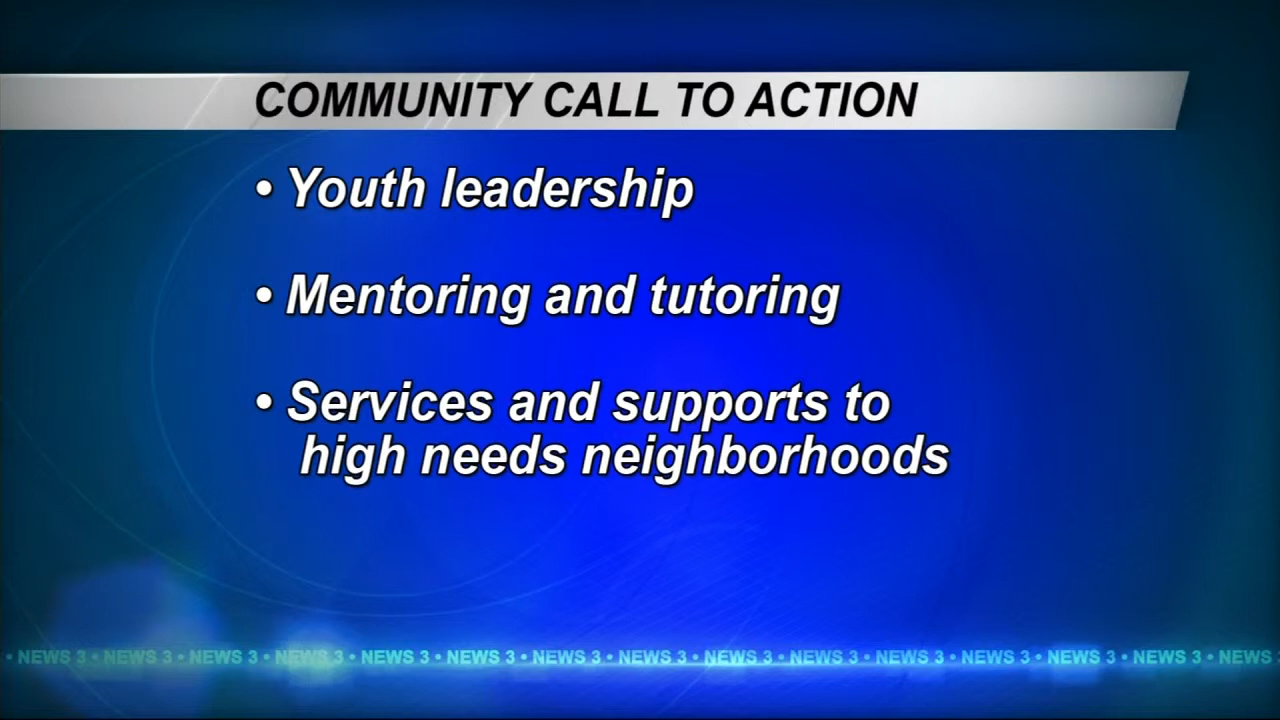 COMMUNITY CALL TO ACTION
• Youth leadership
• Mentoring and tutoring
• Services and supports to
high needs neighborhoods
• NEWS 3 • NEWS 3 • NEWS 3 • NEWS 3 • NEWS 3 • NEWS 3 • NEWS 3 • NEWS 3 • NEWS 3 • NEWS 3 • NEWS 3 • NEWS 3 • NEWS 3 • NEWS 3 • NEWS